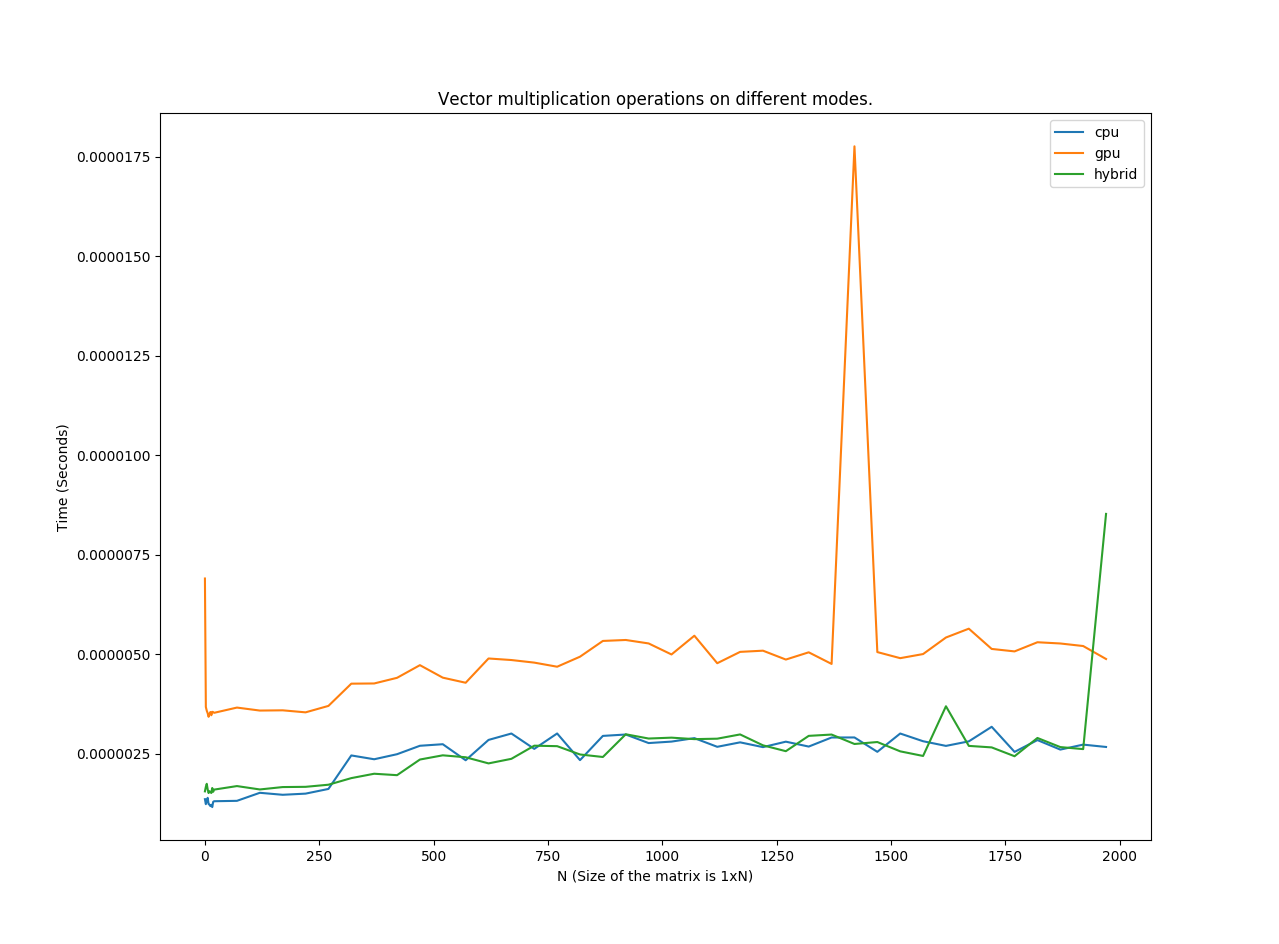 Vector multiplication operations on different modes.
cpu
gpu
hybrid
0.0000175
0.0000150
0.0000125
0.0000100
0.0000075
0.0000050
0.0000025
Time (Seconds)
0 250 500 750 1000 1250 1500 1750 2000
N (Size of the matrix is 1xN)